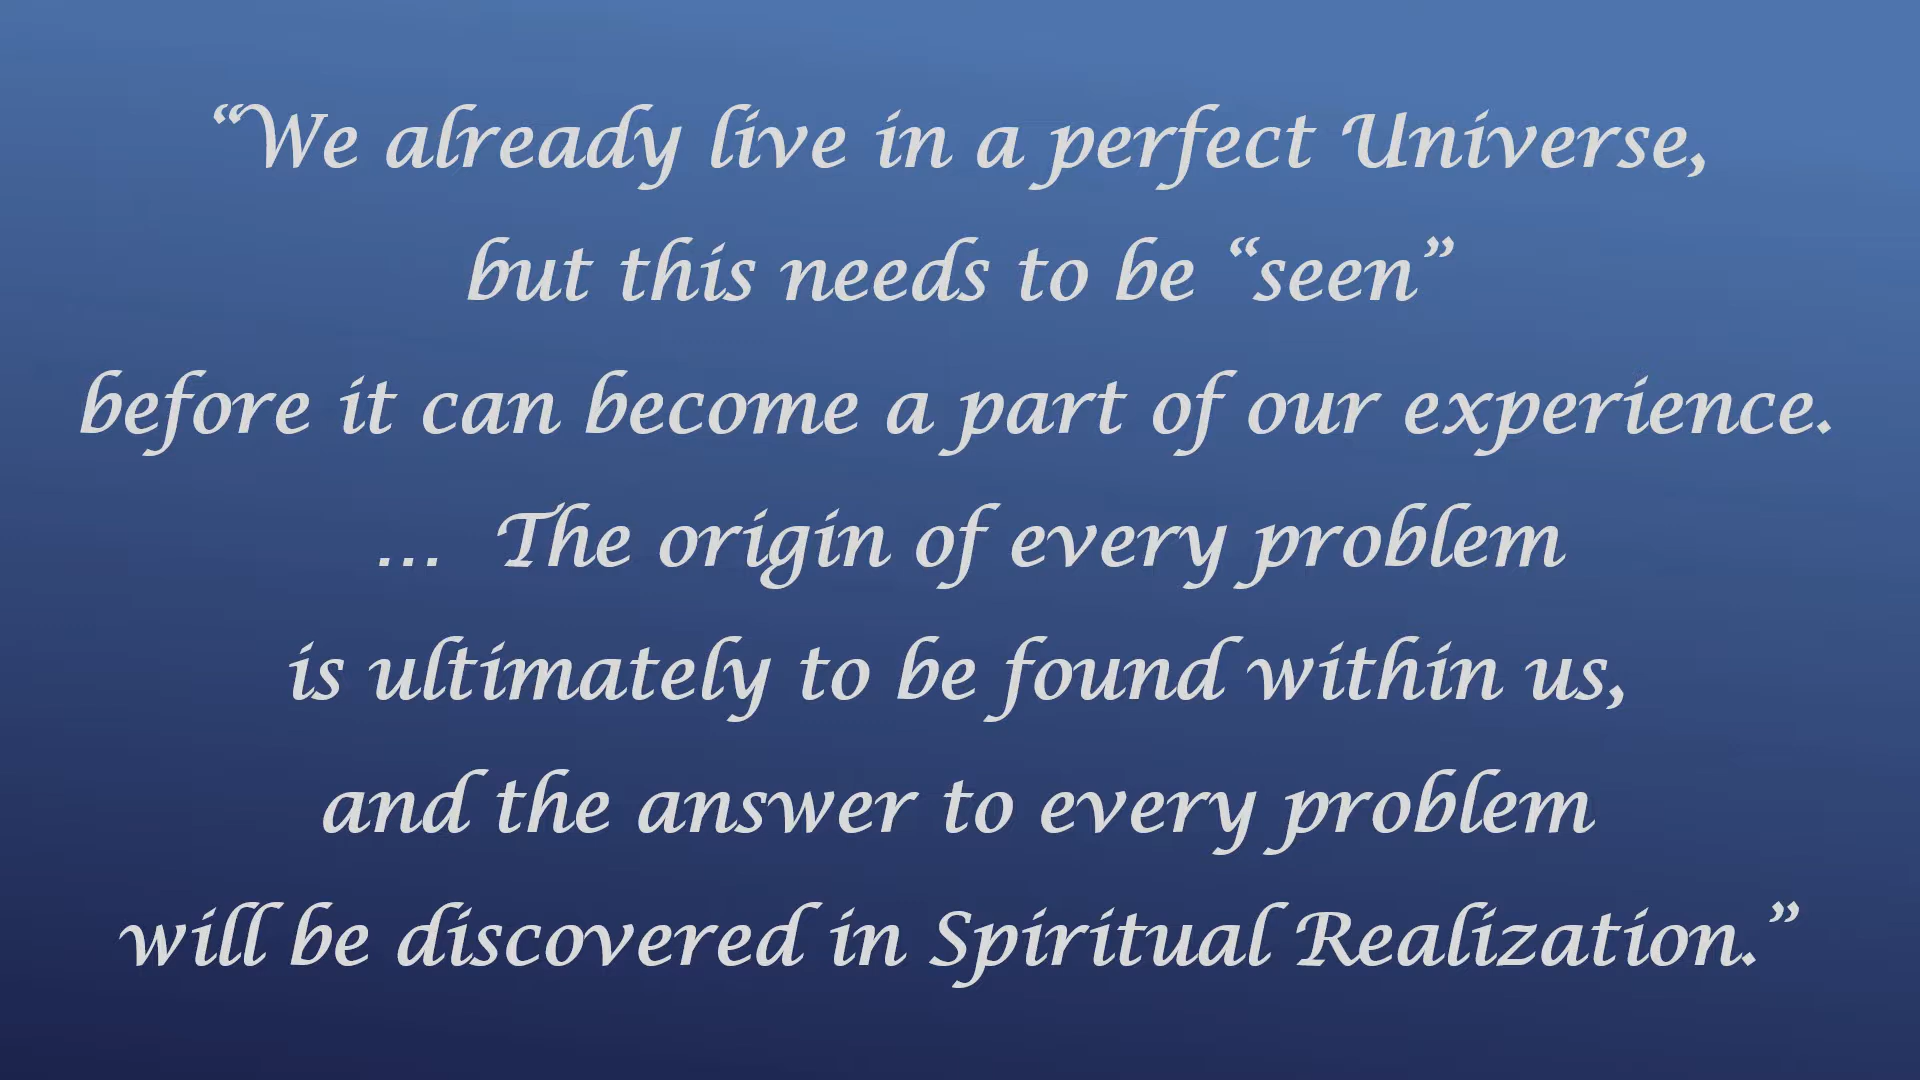 “We already live in a perfect Universe,
but this needs to be “seen”
before it can become a part of our experience.
... The origin of every problem
is ultimately to be found within us,
and the answer to every problem
will be discovered in Spiritual Realization.”